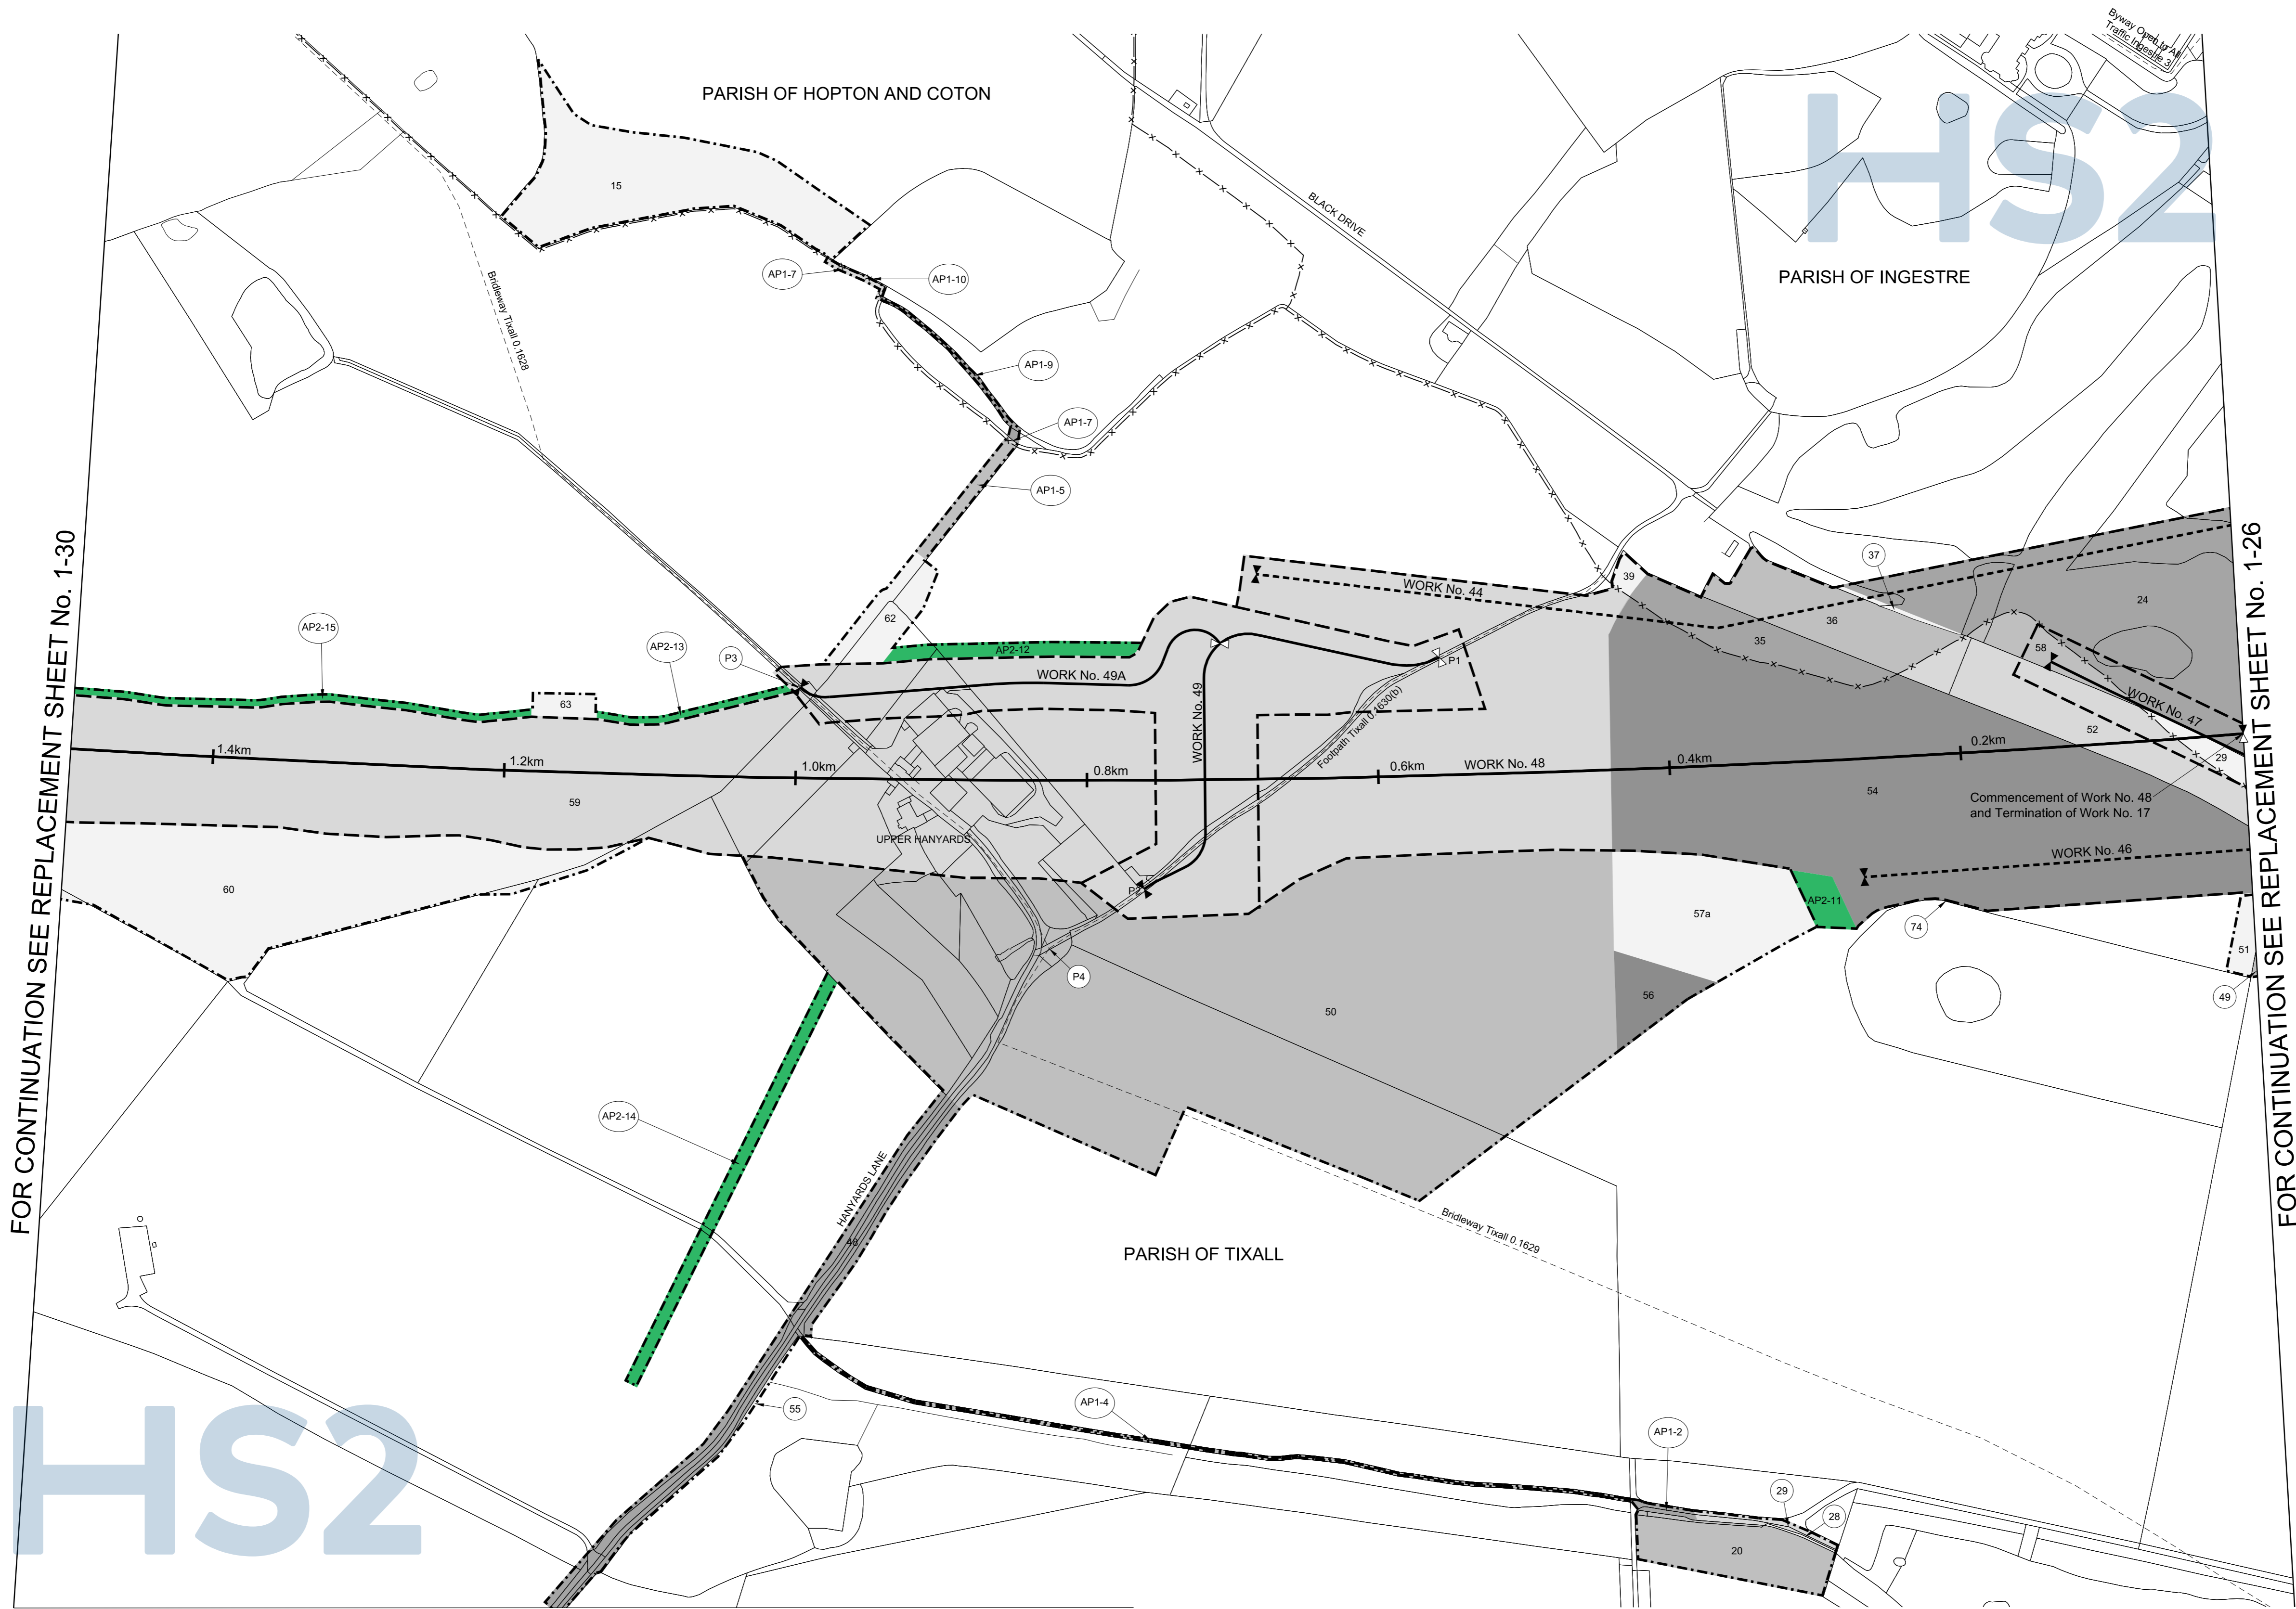 Byway Open to All
Traffic Ingestre 3
PARISH OF HOPTON AND COTON
HS2
15
BLACK DRIVE
PARISH OF INGESTRE
AP1-7
AP1-10
Bridleway Tixall 0.1628
AP1-9
AP1-7
AP1-5
FOR CONTINUATION SEE REPLACEMENT SHEET No. 1-30
FOR CONTINUATION SEE REPLACEMENT SHEET No. 1-26
37
39
WORK No. 44
24
AP2-15
62
36
AP2-13
35
AP2-12
58
P3
P1
WORK No. 49A
WORK No. 47
63
WORK No. 49
Footpath Tixall 0.1630(b)
52
1.4km
1.2km
1.0km
0.8km
0.6km
WORK No. 48
0.4km
0.2km
29
59
54
Commencement of Work No. 48
and Termination of Work No. 17
UPPER HANYARDS
WORK No. 46
60
P2
AP2-11
57a
74
51
P4
56
49
50
AP2-14
HANYARDS LANE
48
Bridleway Tixall 0.1629
PARISH OF TIXALL
55
AP1-4
AP1-2
29
28
20
HS2